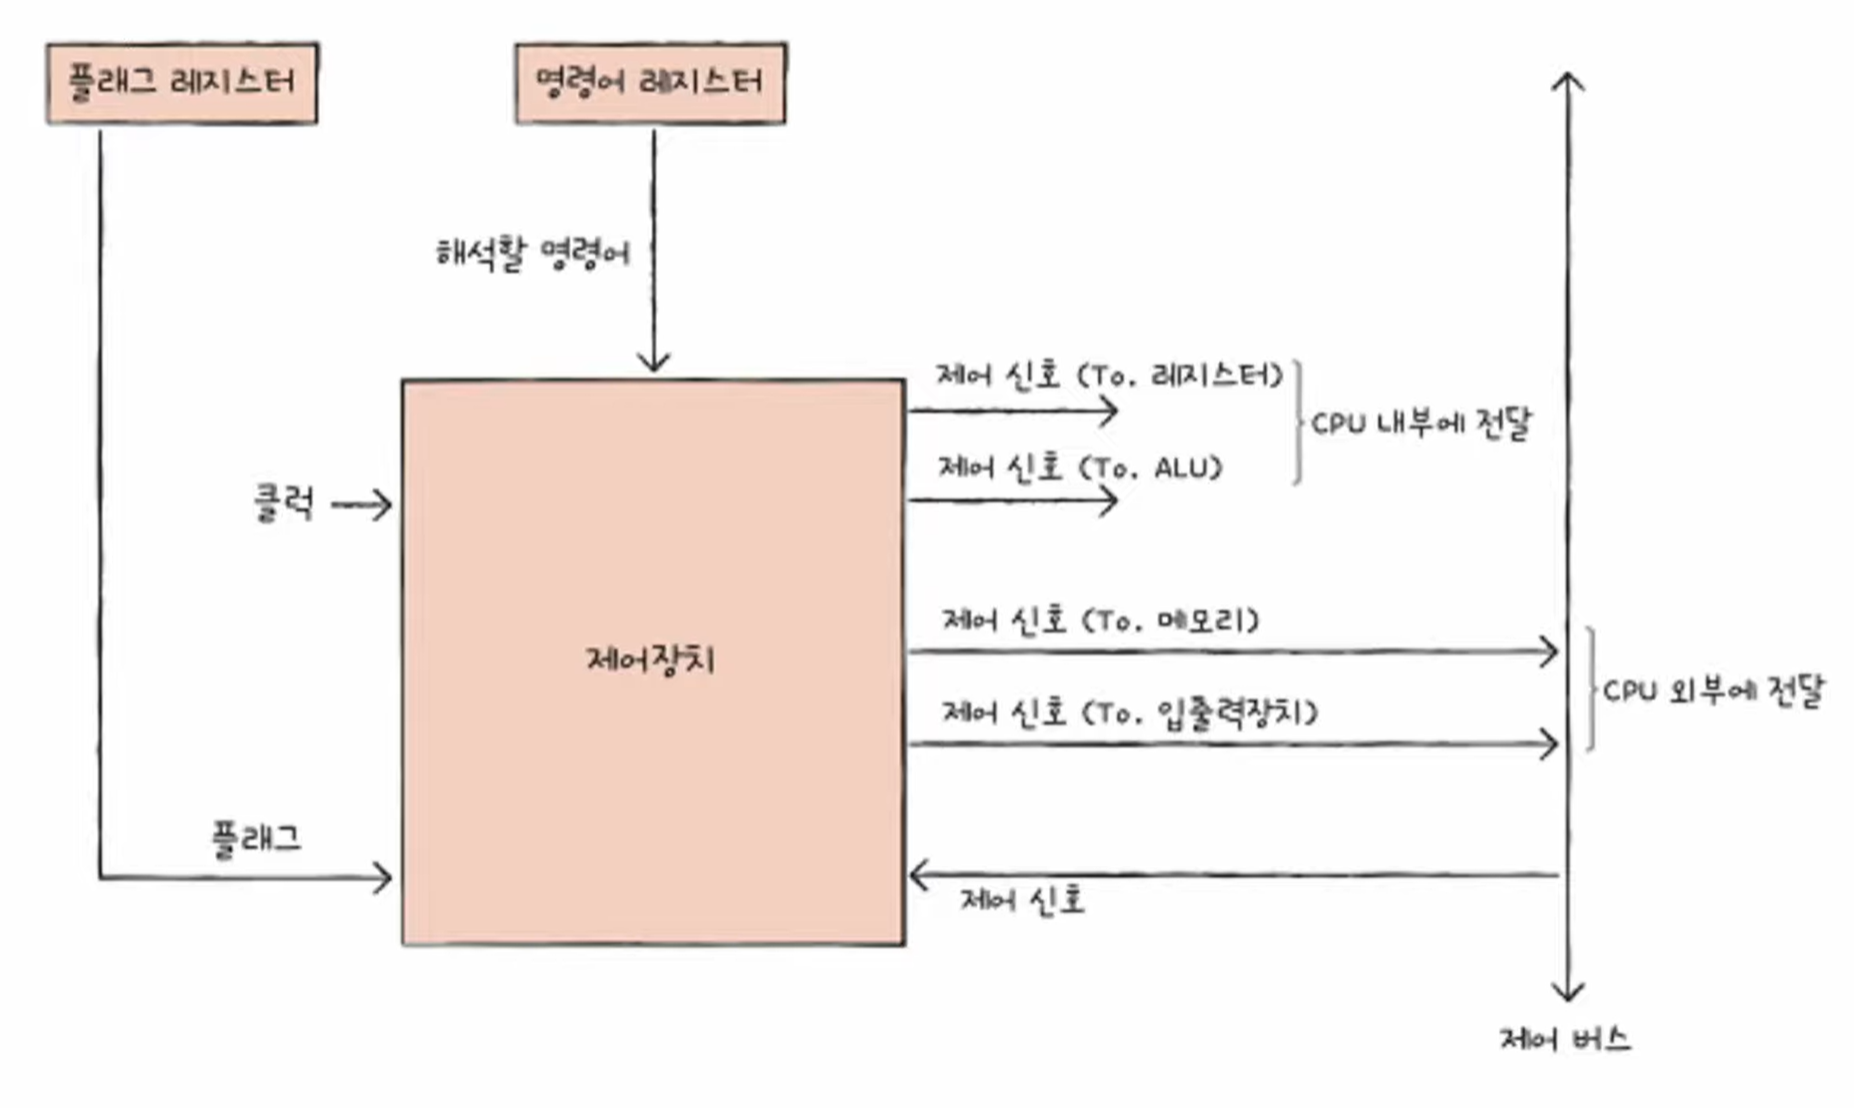 플래그 레지스터
명령어 레지스터
해석할 명령어
제어 신호 (To. 레지스터)
CPU 내부에 전달
제어 신호 (To. ALU)
클럭
제어 신호 (To. 메모리)
제어장치
CPU 외부에 전달
제어 신호 (To. 입출력장치)
플래그
제어 신호
제어 버스